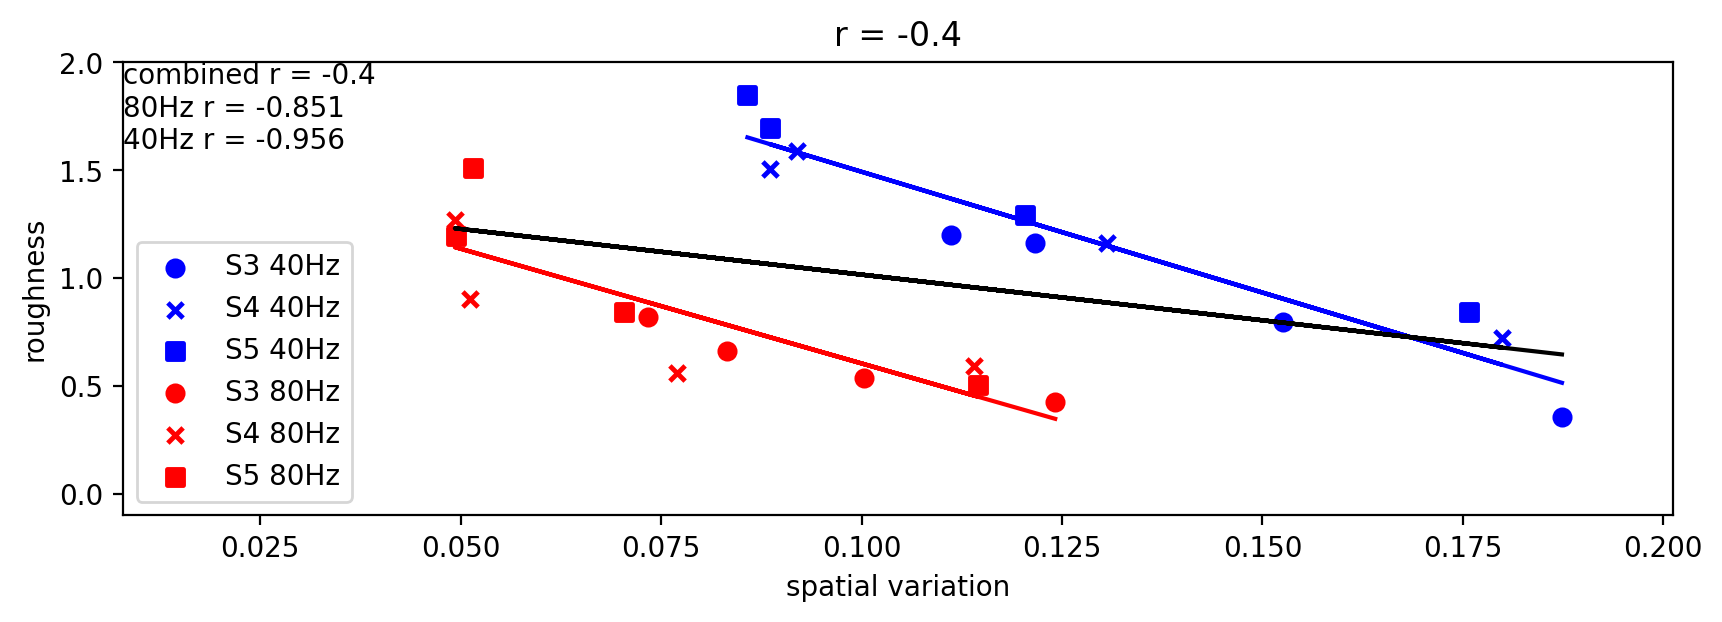 r = -0.4
combined r = -0.4
80Hz r = -0.851
40Hz r = -0.956
2.0
1.5
1.0
0.5
0.0
roughness
S3 40Hz
S4 40Hz
S5 40Hz
S3 80Hz
S4 80Hz
S5 80Hz
0.025 0.050 0.075 0.100 0.125 0.150 0.175 0.200
spatial variation